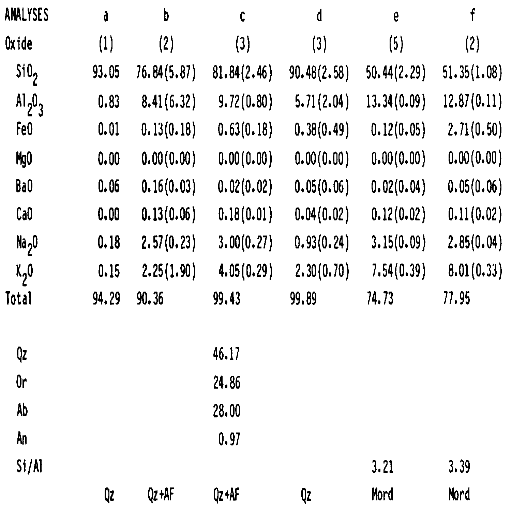 ANALYSES a b c d e f
Oxide (1) (2) (3) (3) (5) (2)
SiO2 93.05 76.84(5.87) 81.84(2.46) 90.48(2.58) 50.44(2.29) 51.35(1.08)
Al2O3 0.83 8.41(6.32) 9.72(0.80) 5.71(2.04) 13.34(0.09) 12.87(0.11)
FeO 0.01 0.13(0.18) 0.63(0.18) 0.38(0.49) 0.12(0.05) 2.71(0.50)
MgO 0.00 0.00(0.00) 0.00(0.00) 0.00(0.00) 0.00(0.00) 0.00(0.00)
BaO 0.06 0.16(0.03) 0.02(0.02) 0.05(0.06) 0.02(0.04) 0.05(0.06)
CaO 0.00 0.13(0.06) 0.18(0.01) 0.04(0.02) 0.12(0.02) 0.11(0.02)
Na2O 0.18 2.57(0.23) 3.00(0.27) 0.93(0.24) 3.15(0.09) 2.85(0.04)
K2O 0.15 2.25(1.90) 4.05(0.29) 2.30(0.70) 7.54(0.39) 8.01(0.33)
Total 94.29 90.36 99.43 99.89 74.73 77.95
Qz 46.17
Or 24.86
Ab 28.00
An 0.97
Si/Al 3.21 3.39
Qz Qz+AF Qz+AF Qz Mord Mord